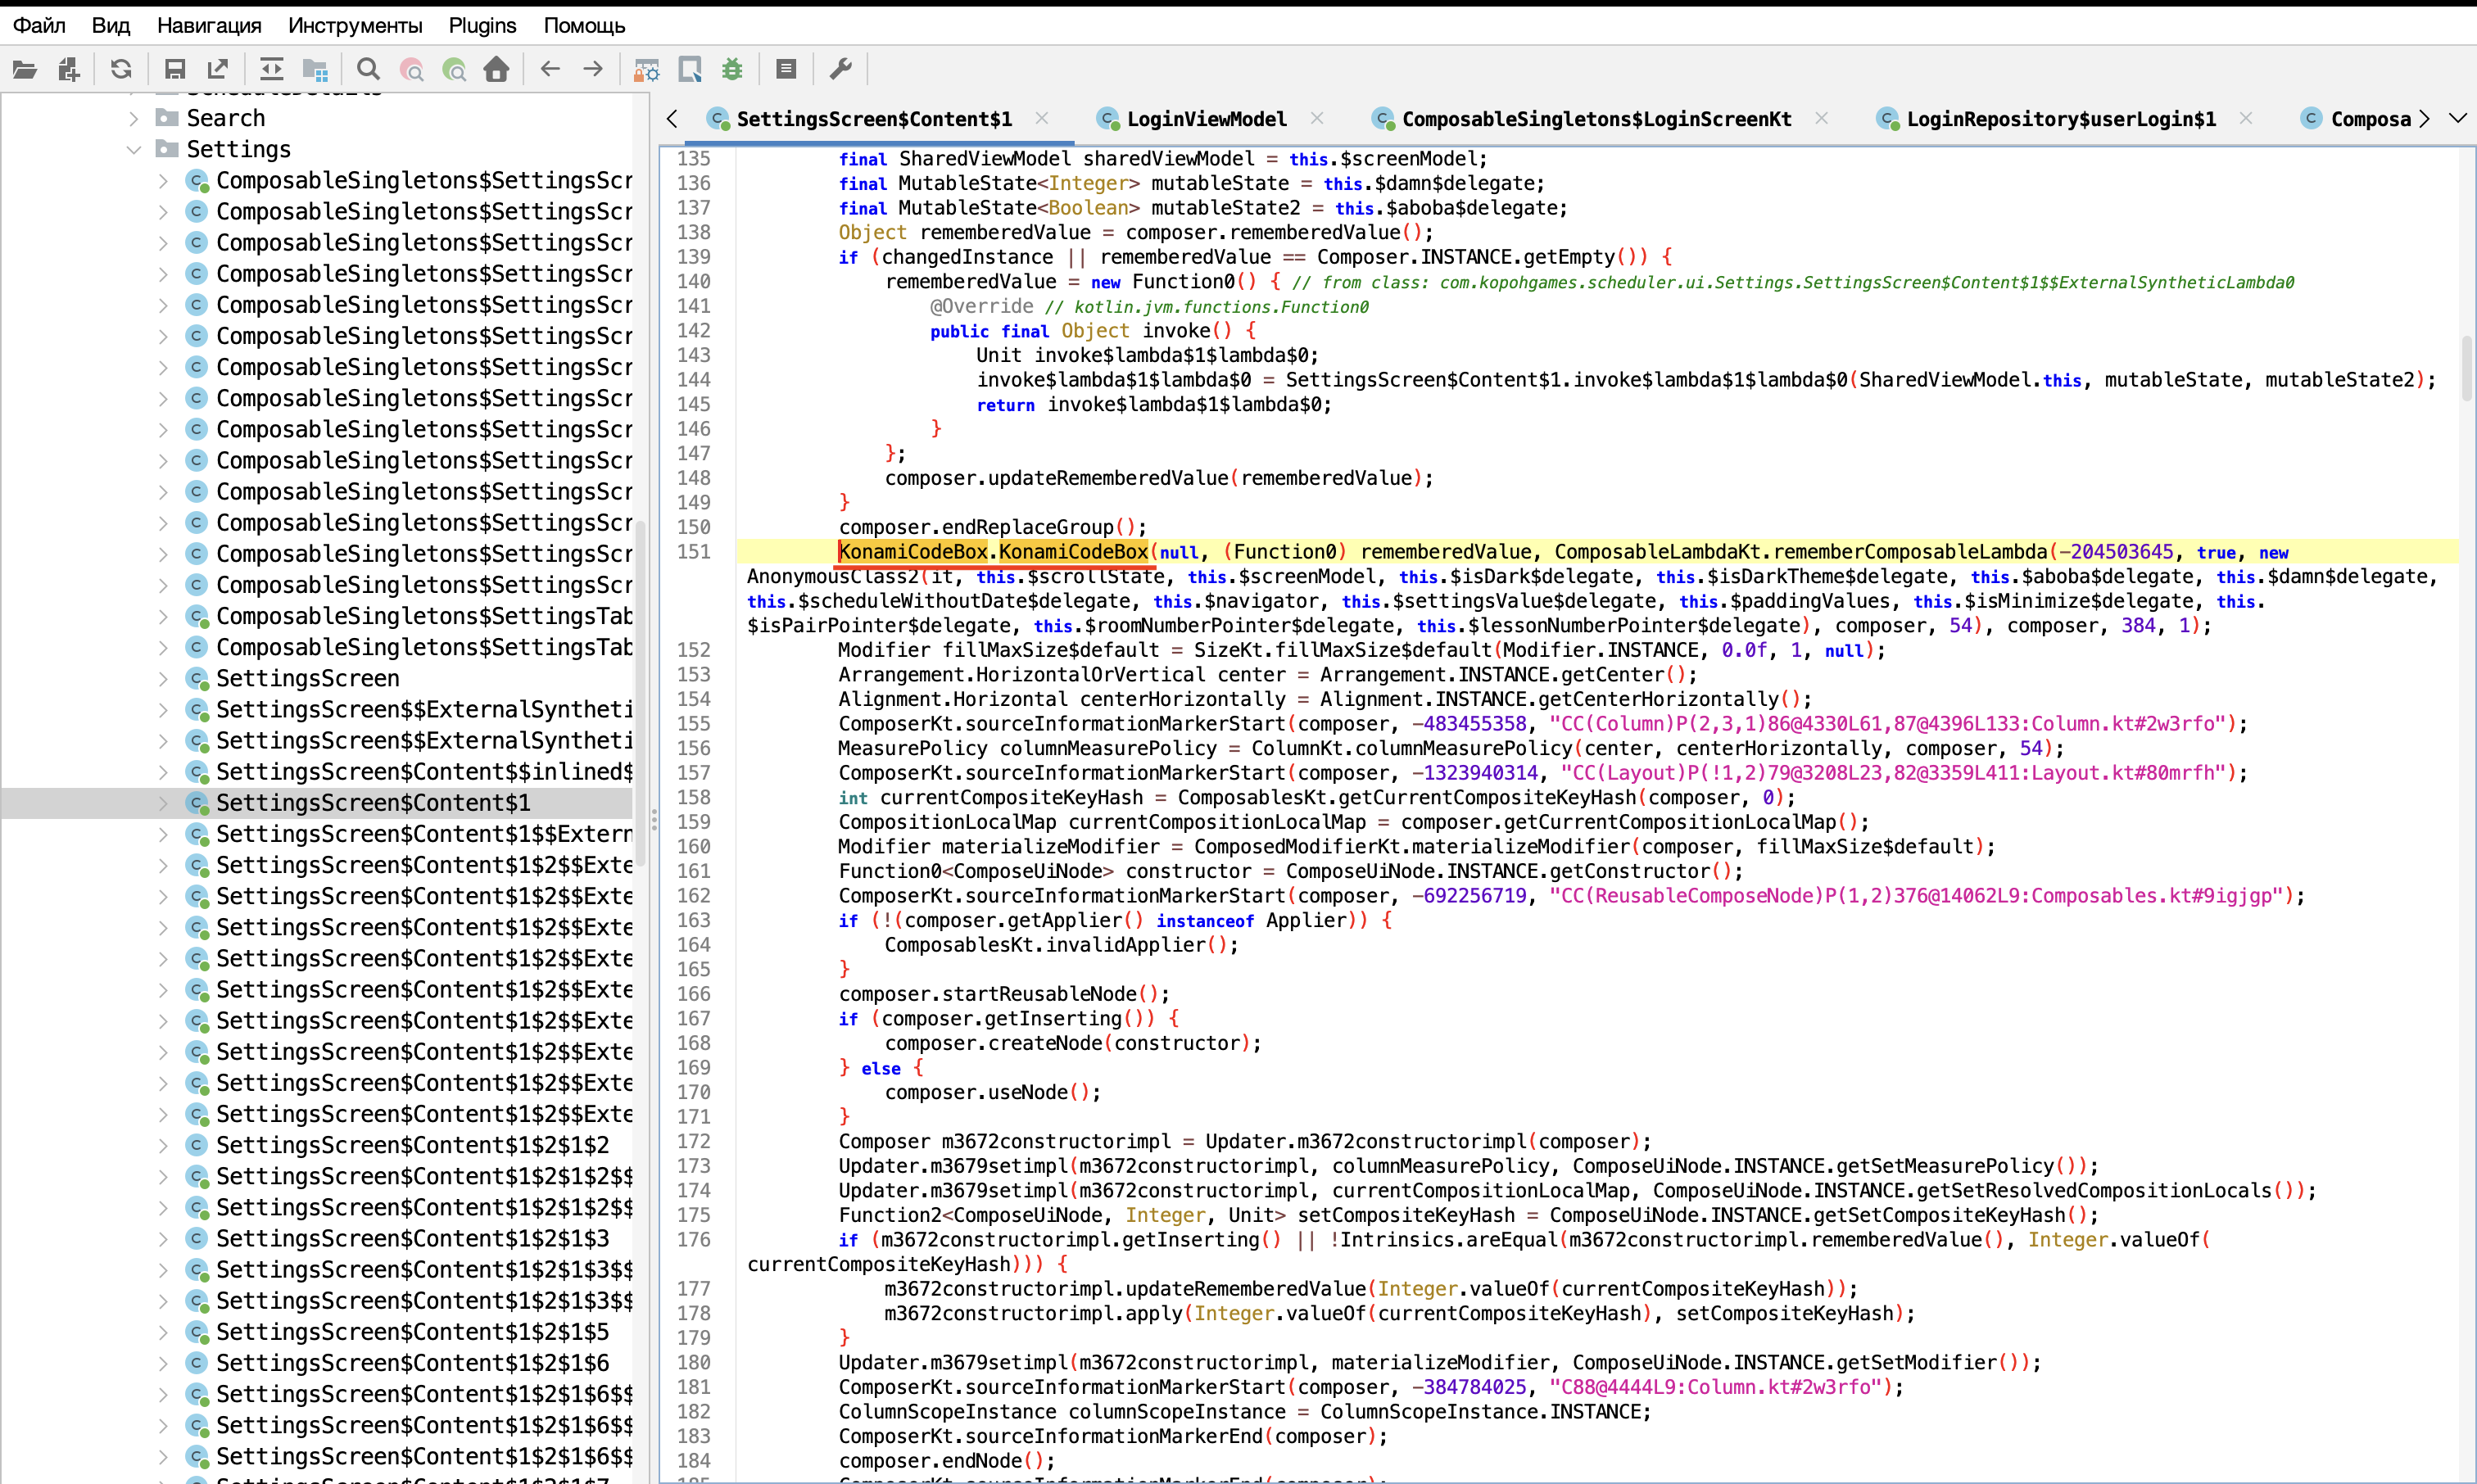 Файл Вид Навигация Инструменты Plugins Помощь
Search
Settings
ComposableSingletons$SettingsScr
ComposableSingletons$SettingsScr
ComposableSingletons$SettingsScr
ComposableSingletons$SettingsScr
ComposableSingletons$SettingsScr
ComposableSingletons$SettingsScr
ComposableSingletons$SettingsScr
ComposableSingletons$SettingsScr
ComposableSingletons$SettingsScr
ComposableSingletons$SettingsScr
ComposableSingletons$SettingsScr
ComposableSingletons$SettingsScr
ComposableSingletons$SettingsScr
ComposableSingletons$SettingsScr
ComposableSingletons$SettingsTab
ComposableSingletons$SettingsTab
SettingsScreen
SettingsScreen$$ExternalSyntheti
SettingsScreen$$ExternalSyntheti
SettingsScreen$Content$$inlined$
SettingsScreen$Content$1
SettingsScreen$Content$1$$Extern
SettingsScreen$Content$1$2$$Exte
SettingsScreen$Content$1$2$$Exte
SettingsScreen$Content$1$2$$Exte
SettingsScreen$Content$1$2$$Exte
SettingsScreen$Content$1$2$$Exte
SettingsScreen$Content$1$2$$Exte
SettingsScreen$Content$1$2$$Exte
SettingsScreen$Content$1$2$$Exte
SettingsScreen$Content$1$2$$Exte
SettingsScreen$Content$1$2$1$2
SettingsScreen$Content$1$2$1$2$$
SettingsScreen$Content$1$2$1$2$$
SettingsScreen$Content$1$2$1$3
SettingsScreen$Content$1$2$1$3$$
SettingsScreen$Content$1$2$1$3$$
SettingsScreen$Content$1$2$1$5
SettingsScreen$Content$1$2$1$6
SettingsScreen$Content$1$2$1$6$$
SettingsScreen$Content$1$2$1$6$$
SettingsScreen$Content$1$2$1$6$$
SettingsScreen$Content$1 LoginViewModel ComposableSingletons$LoginScreenKt LoginRepository$userLogin$1 Composa
135 final SharedViewModel sharedViewModel = this.$screenModel;
136 final MutableState<Integer> mutableState = this.$damn$delegate;
137 final MutableState<Boolean> mutableState2 = this.$aboba$delegate;
138 Object rememberedValue = composer.rememberedValue();
139 if (changedInstance || rememberedValue == Composer.INSTANCE.getEmpty()) {
140 rememberedValue = new Function0() { // from class: com.kopohgames.scheduler.ui.Settings.SettingsScreen$Content$1$$ExternalSyntheticLambda0
141 @Override // kotlin.jvm.functions.Function0
142 public final Object invoke() {
143 Unit invoke$lambda$1$lambda$0;
144 invoke$lambda$1$lambda$0 = SettingsScreen$Content$1.invoke$lambda$1$lambda$0(SharedViewModel.this, mutableState, mutableState2);
145 return invoke$lambda$1$lambda$0;
146 }
147 };
148 composer.updateRememberedValue(rememberedValue);
149 }
150 composer.endReplaceGroup();
151 KonamiCodeBox.KonamiCodeBox(null, (Function0) rememberedValue, ComposableLambdaKt.rememberComposableLambda(-204503645, true, new
AnonymousClass2(it, this.$scrollState, this.$screenModel, this.$isDark$delegate, this.$isDarkTheme$delegate, this.$aboba$delegate, this.$damn$delegate,
this.$scheduleWithoutDate$delegate, this.$navigator, this.$settingsValue$delegate, this.$paddingValues, this.$isMinimize$delegate, this.
$isPairPointer$delegate, this.$roomNumberPointer$delegate, this.$lessonNumberPointer$delegate), composer, 54), composer, 384, 1);
152 Modifier fillMaxSize$default = SizeKt.fillMaxSize$default(Modifier.INSTANCE, 0.0f, 1, null);
153 Arrangement.HorizontalOrVertical center = Arrangement.INSTANCE.getCenter();
154 Alignment.Horizontal centerHorizontally = Alignment.INSTANCE.getCenterHorizontally();
155 ComposerKt.sourceInformationMarkerStart(composer, -483455358, "CC(Column)P(2,3,1)86@4330L61,87@4396L133:Column.kt#2w3rfo");
156 MeasurePolicy columnMeasurePolicy = ColumnKt.columnMeasurePolicy(center, centerHorizontally, composer, 54);
157 ComposerKt.sourceInformationMarkerStart(composer, -1323940314, "CC(Layout)P(!1,2)79@3208L23,82@3359L411:Layout.kt#80mrfh");
158 int currentCompositeKeyHash = ComposablesKt.getCurrentCompositeKeyHash(composer, 0);
159 CompositionLocalMap currentCompositionLocalMap = composer.getCurrentCompositionLocalMap();
160 Modifier materializeModifier = ComposedModifierKt.materializeModifier(composer, fillMaxSize$default);
161 Function0<ComposeUiNode> constructor = ComposeUiNode.INSTANCE.getConstructor();
162 ComposerKt.sourceInformationMarkerStart(composer, -692256719, "CC(ReusableComposeNode)P(1,2)376@14062L9:Composables.kt#9igjgp");
163 if (!(composer.getApplier() instanceof Applier)) {
164 ComposablesKt.invalidApplier();
165 }
166 composer.startReusableNode();
167 if (composer.getInserting()) {
168 composer.createNode(constructor);
169 } else {
170 composer.useNode();
171 }
172 Composer m3672constructorimpl = Updater.m3672constructorimpl(composer);
173 Updater.m3679setimpl(m3672constructorimpl, columnMeasurePolicy, ComposeUiNode.INSTANCE.getSetMeasurePolicy());
174 Updater.m3679setimpl(m3672constructorimpl, currentCompositionLocalMap, ComposeUiNode.INSTANCE.getSetResolvedCompositionLocals());
175 Function2<ComposeUiNode, Integer, Unit> setCompositeKeyHash = ComposeUiNode.INSTANCE.getSetCompositeKeyHash();
176 if (m3672constructorimpl.getInserting() || !Intrinsics.areEqual(m3672constructorimpl.rememberedValue(), Integer.valueOf(
currentCompositeKeyHash))) {
177 m3672constructorimpl.updateRememberedValue(Integer.valueOf(currentCompositeKeyHash));
178 m3672constructorimpl.apply(Integer.valueOf(currentCompositeKeyHash), setCompositeKeyHash);
179 }
180 Updater.m3679setimpl(m3672constructorimpl, materializeModifier, ComposeUiNode.INSTANCE.getSetModifier());
181 ComposerKt.sourceInformationMarkerStart(composer, -384784025, "C88@4444L9:Column.kt#2w3rfo");
182 ColumnScopeInstance columnScopeInstance = ColumnScopeInstance.INSTANCE;
183 ComposerKt.sourceInformationMarkerEnd(composer);
184 composer.endNode();